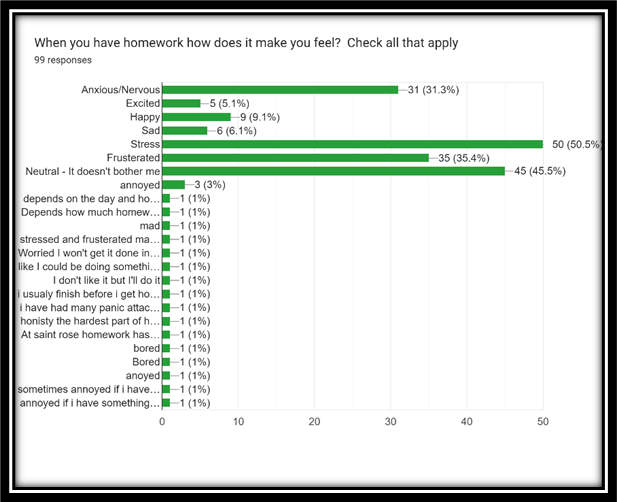 When you have homework how does it make you feel? Check all that apply
99 responses
Anxious/Nervous 31 (31.3%)
Excited 5 (5.1%)
Happy 9 (9.1%)
Sad 6 (6.1%)
Stress 50 (50.5%)
Frusterated 35 (35.4%)
Neutral - It doesn't bother me 45 (45.5%)
annoyed 3 (3%)
depends on the day and ho… 1 (1%)
Depends how much homew… 1 (1%)
mad 1 (1%)
stressed and frusterated ma… 1 (1%)
Worried I won't get it done in… 1 (1%)
like I could be doing somethi… 1 (1%)
I don't like it but I'll do it 1 (1%)
i usualy finish before i get ho… 1 (1%)
i have had many panic attac… 1 (1%)
honisty the hardest part of h… 1 (1%)
At saint rose homework has… 1 (1%)
bored 1 (1%)
Bored 1 (1%)
anoyed 1 (1%)
sometimes annoyed if i have… 1 (1%)
annoyed if i have something… 1 (1%)
0 10 20 30 40 50